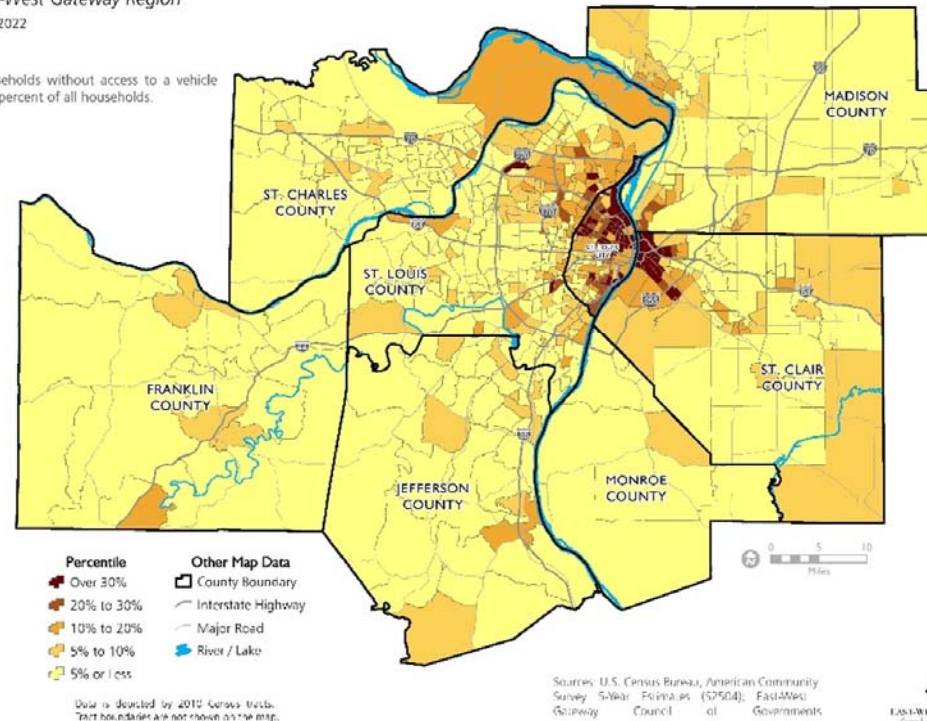 -West Gateway Region
2022
seholds without access to a vehicle
percent of all households.
MADISON
COUNTY
ST. CHARLES
COUNTY
ST. LOUIS
COUNTY
FRANKLIN
COUNTY
ST. CLAIR
COUNTY
JEFFERSON
COUNTY
MONROE
COUNTY
0 5 10
Miles
Percentile
Over 30%
20% to 30%
10% to 20%
5% to 10%
5% or Less
Other Map Data
County Boundary
Interstate Highway
Major Road
River / Lake
Data is depicted by 2010 Census tracts.
Tract boundaries are not shown on the map.
Sources: U.S. Census Bureau, American Community
Survey 5-Year Estimates (S2504); East-West
Gateway Council of Governments
EAST-WE